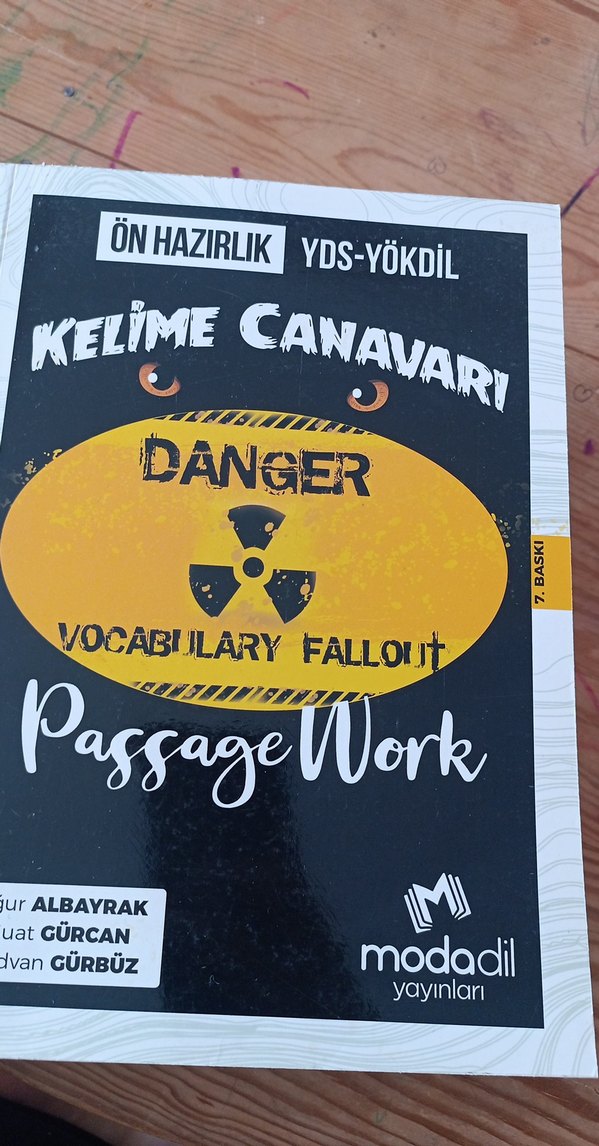 ÖN HAZIRLIK YDS-YÖKDİL
KELİME CANAVARI
DANGER
VOCABULARY FALLOUT
Passage Work
7. BASKI
ALBAYRAK
GÜRCAN
GÜRBÜZ
modadil
yayınları